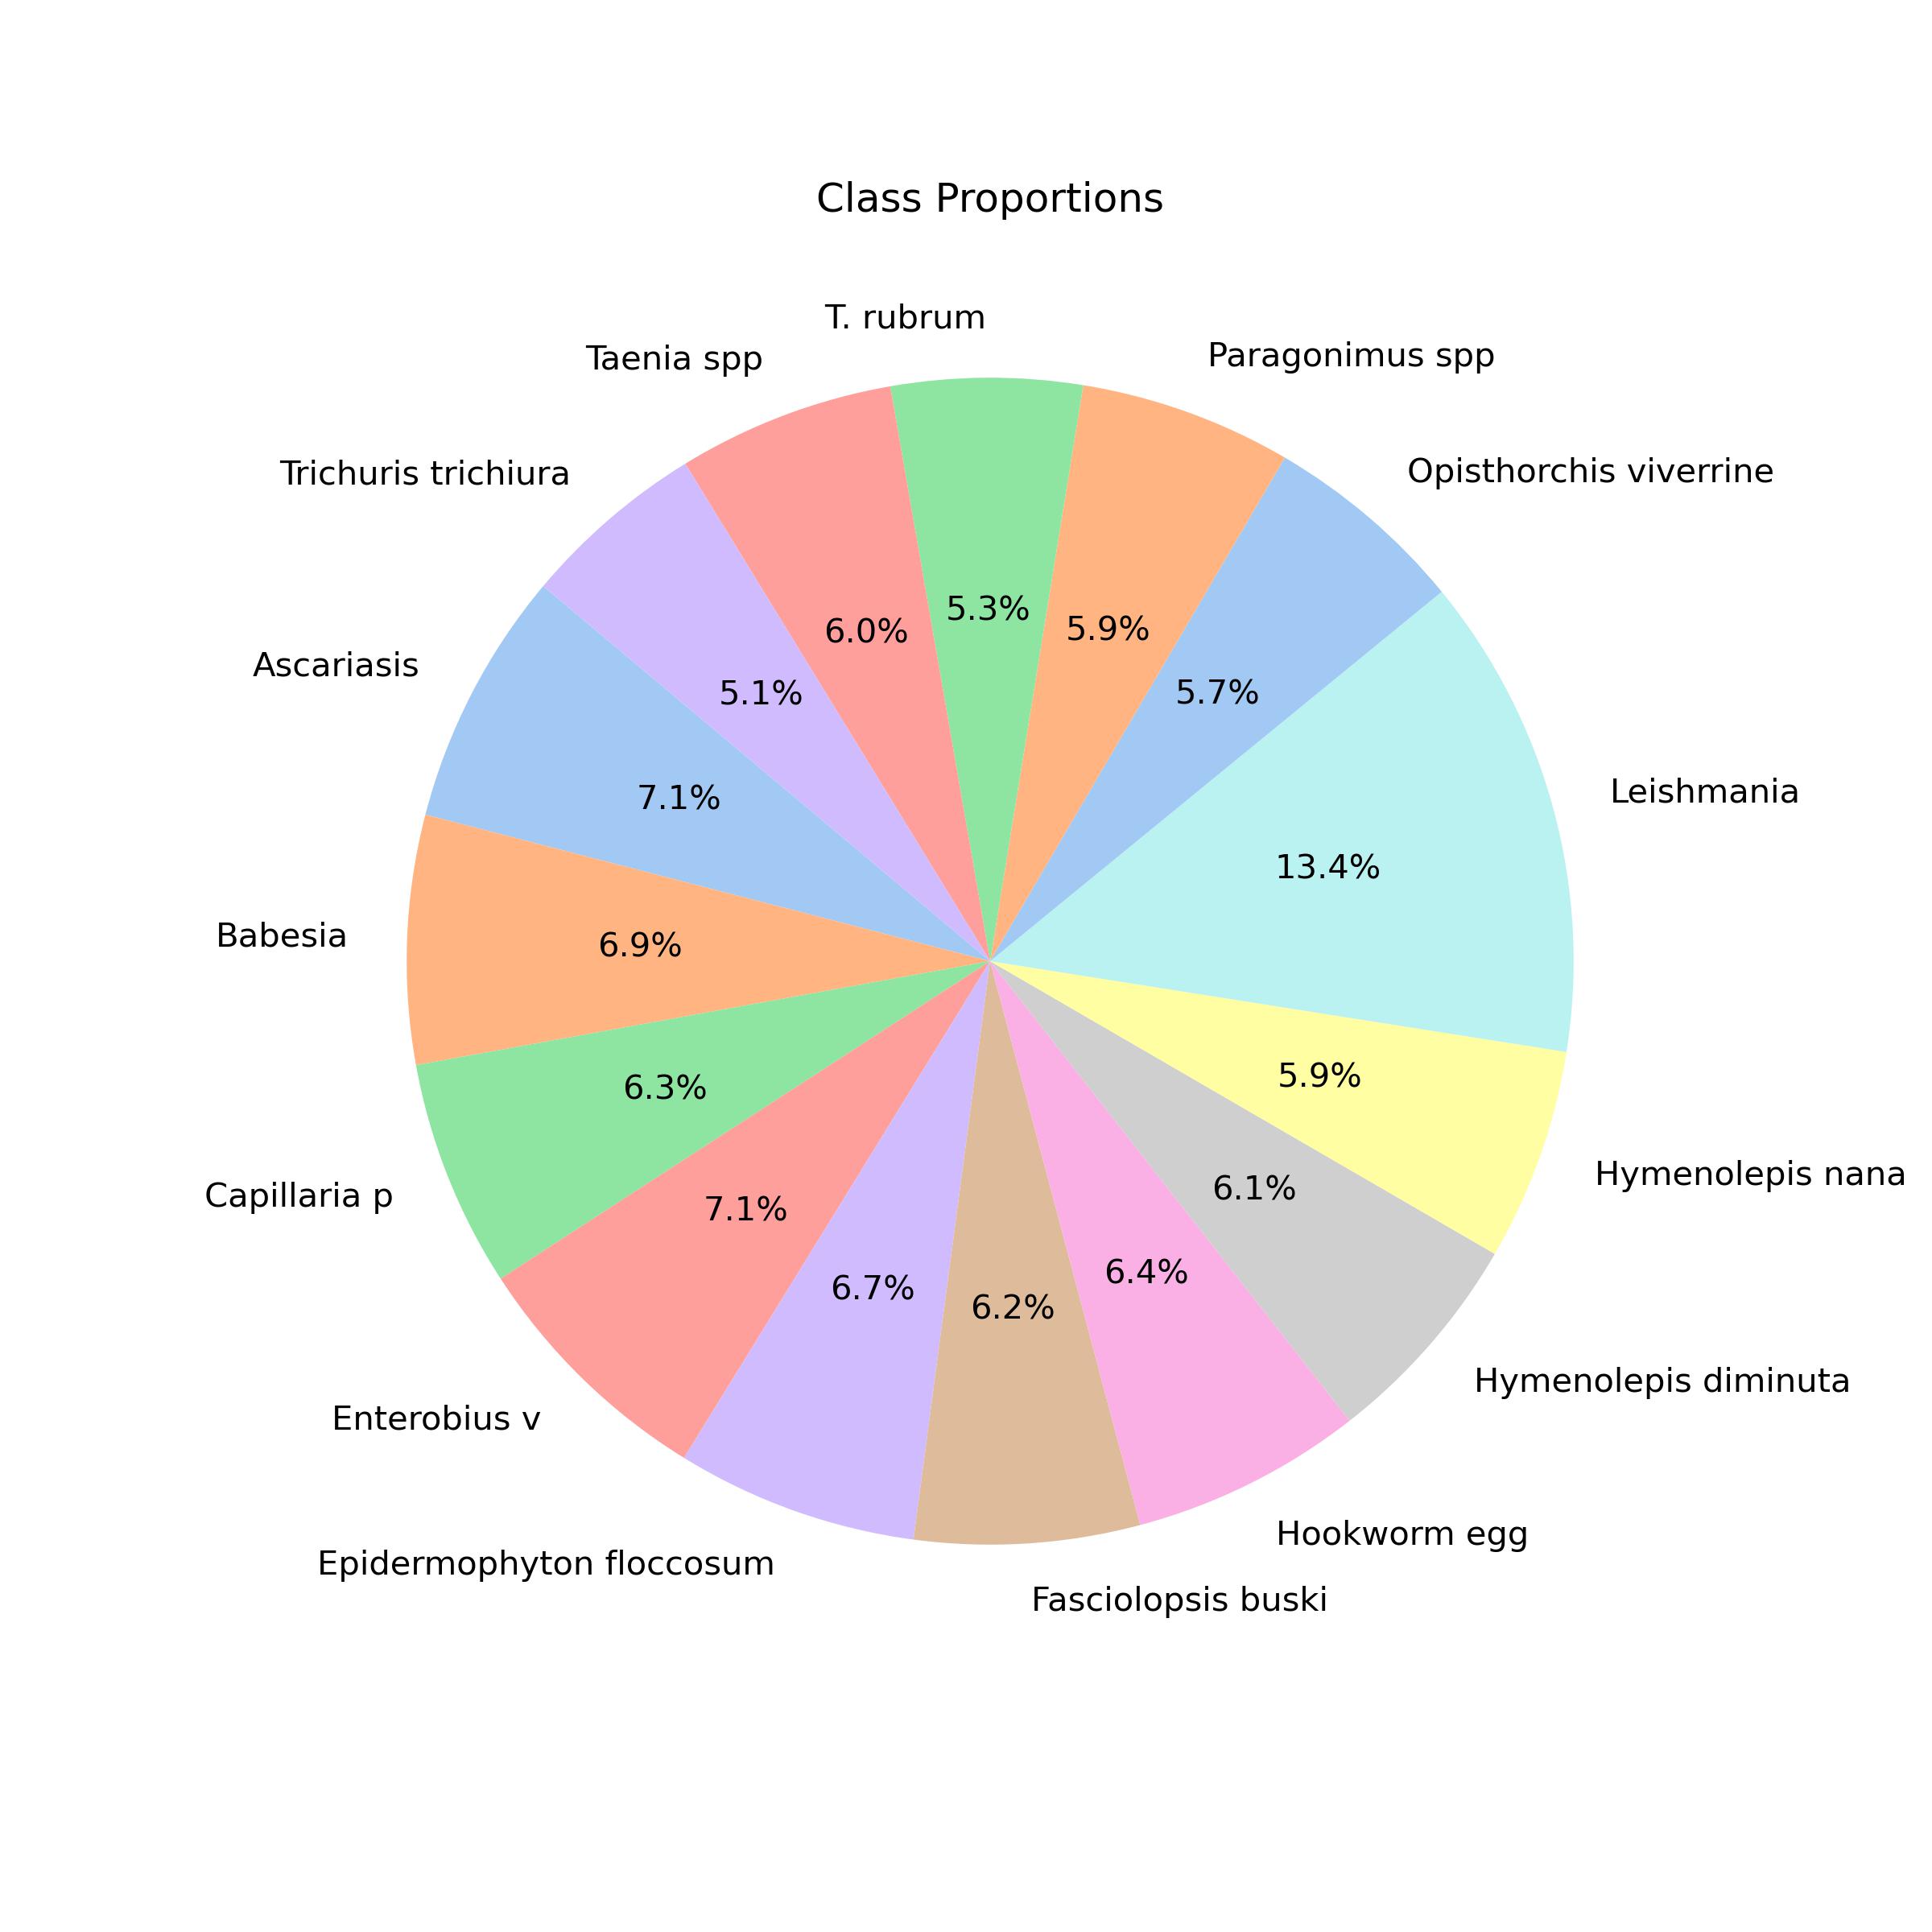 Class Proportions
T. rubrum
Paragonimus spp
Taenia spp
Opisthorchis viverrine
Trichuris trichiura
5.3%
5.9%
6.0%
5.7%
5.1%
Ascariasis
Leishmania
7.1%
13.4%
Babesia
6.9%
5.9%
6.3%
Hymenolepis nana
6.1%
Capillaria p
7.1%
6.4%
6.7%
6.2%
Hymenolepis diminuta
Enterobius v
Hookworm egg
Epidermophyton floccosum
Fasciolopsis buski